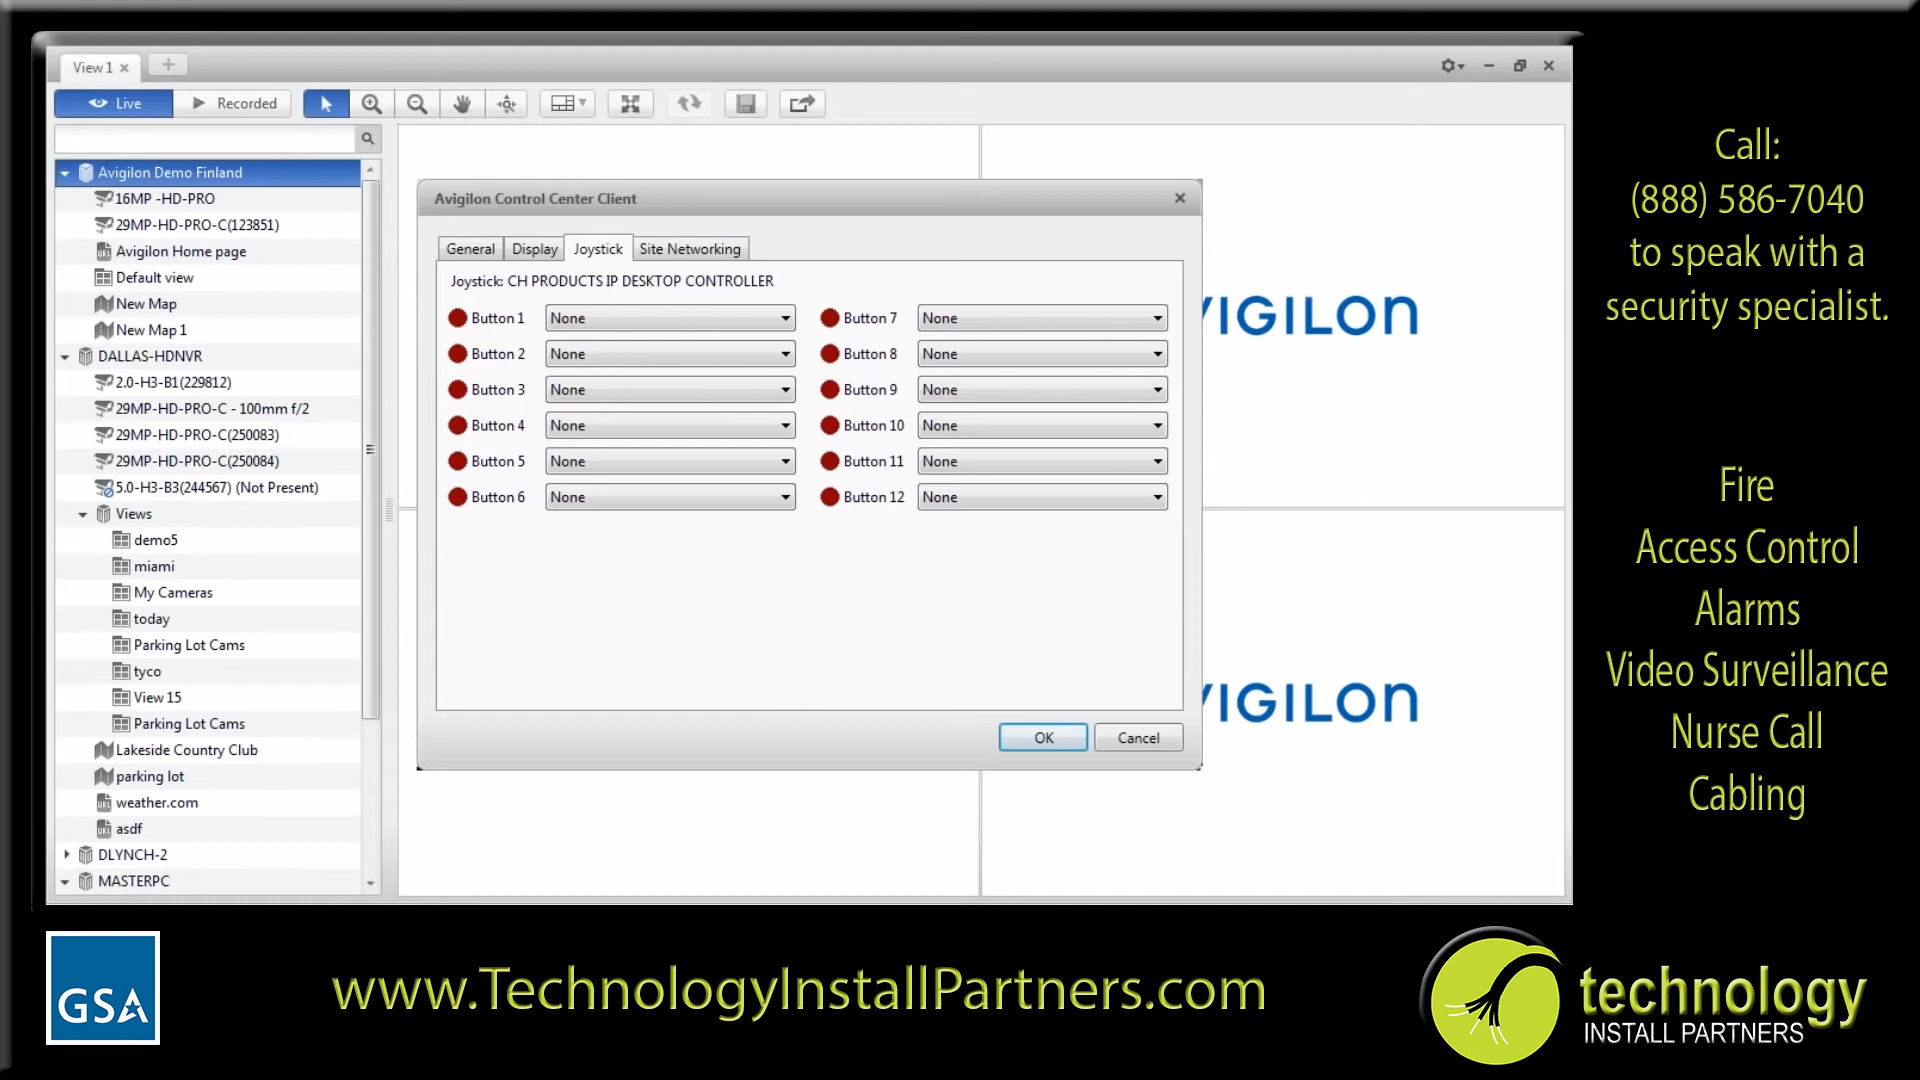 View 1
Live
Recorded
Avigilon Demo Finland
16MP -HD-PRO
29MP-HD-PRO-C(123851)
Avigilon Home page
Default view
New Map
New Map 1
DALLAS-HDNVR
2.0-H3-B1(229812)
29MP-HD-PRO-C - 100mm f/2
29MP-HD-PRO-C(250083)
29MP-HD-PRO-C(250084)
5.0-H3-B3(244567) (Not Present)
Views
demo5
miami
My Cameras
today
Parking Lot Cams
tyco
View 15
Parking Lot Cams
Lakeside Country Club
parking lot
URL weather.com
URL asdf
DLYNCH-2
MASTERPC
Avigilon Control Center Client
General Display Joystick Site Networking
Joystick: CH PRODUCTS IP DESKTOP CONTROLLER
Button 1 None Button 7 None
Button 2 None Button 8 None
Button 3 None Button 9 None
Button 4 None Button 10 None
Button 5 None Button 11 None
Button 6 None Button 12 None
OK Cancel
VIGILON
VIGILON
Call:
(888) 586-7040
to speak with a
security specialist.
Fire
Access Control
Alarms
Video Surveillance
Nurse Call
Cabling
GSA
www.TechnologyInstallPartners.com
technology
INSTALL PARTNERS